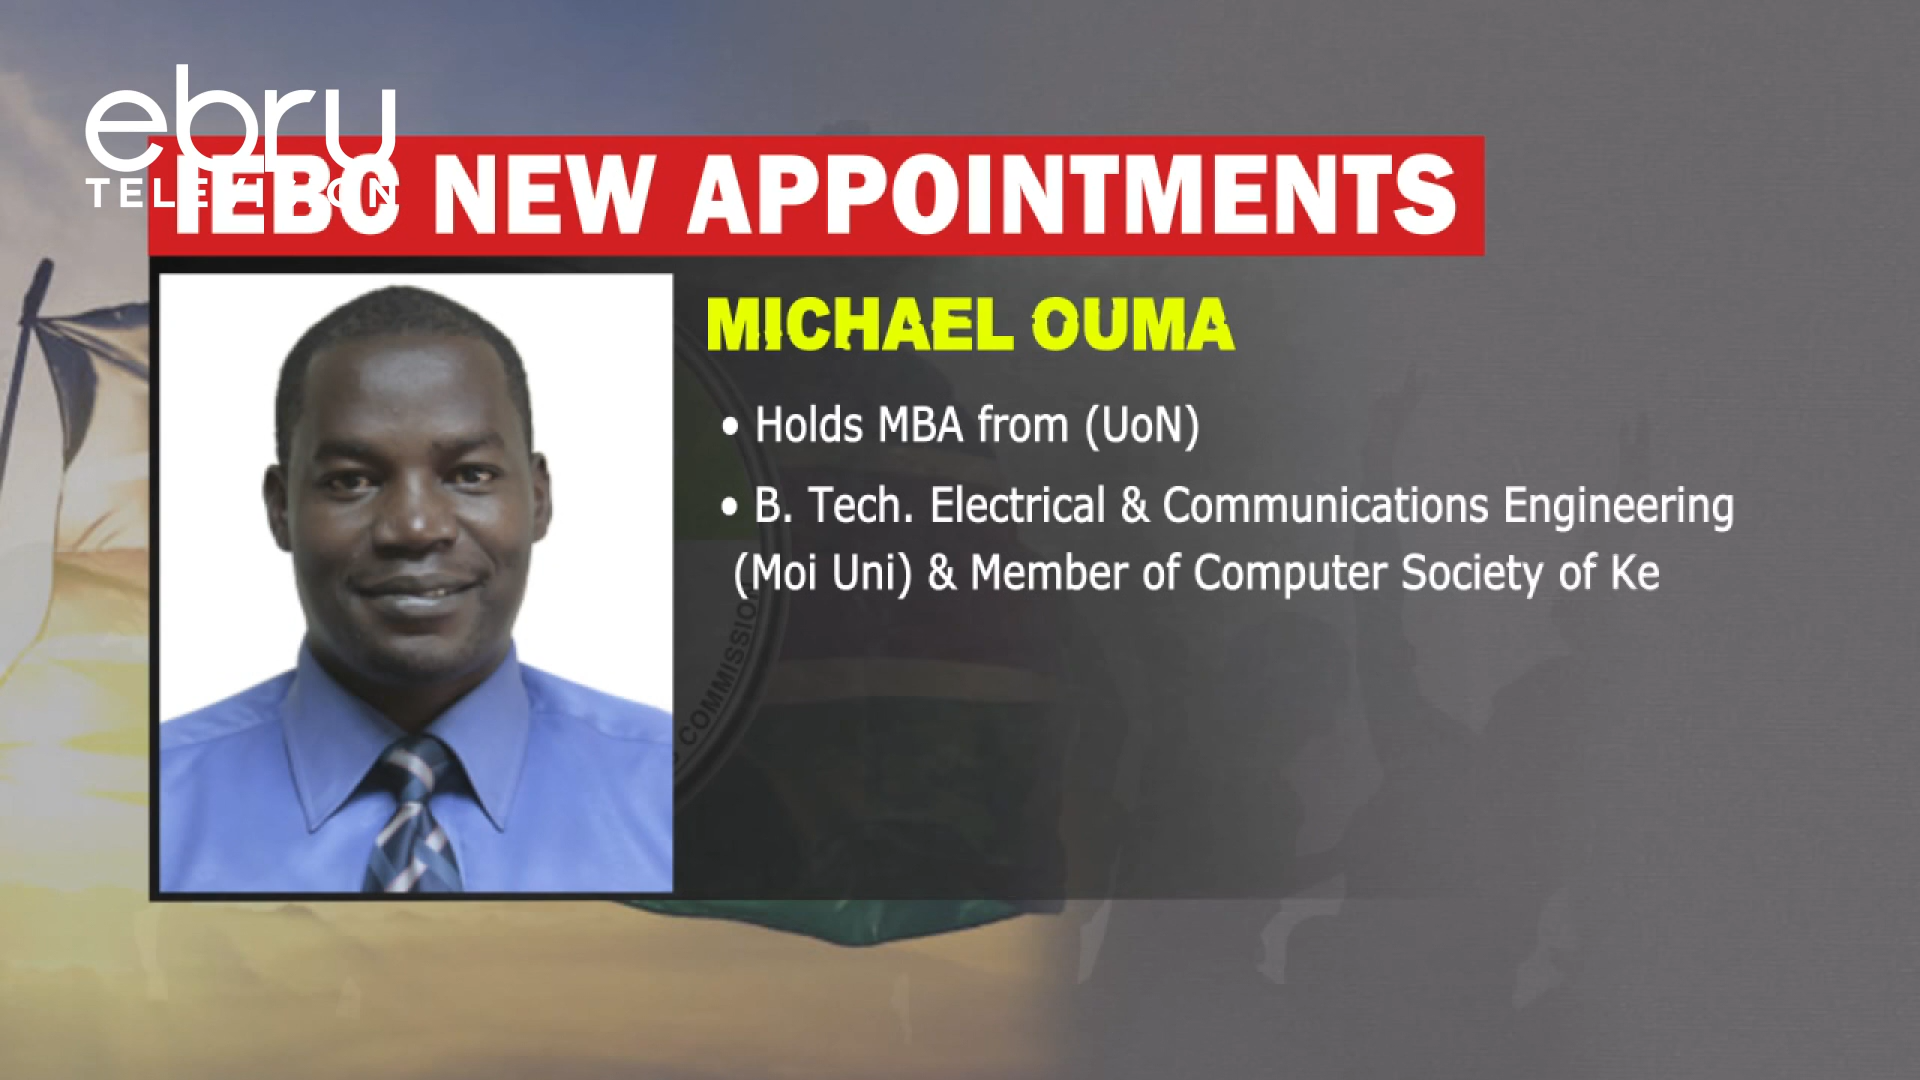 ebru
TELEVISION
IEBC NEW APPOINTMENTS
MICHAEL OUMA
• Holds MBA from (UoN)
• B. Tech. Electrical & Communications Engineering
(Moi Uni) & Member of Computer Society of Ke
COMMISSION